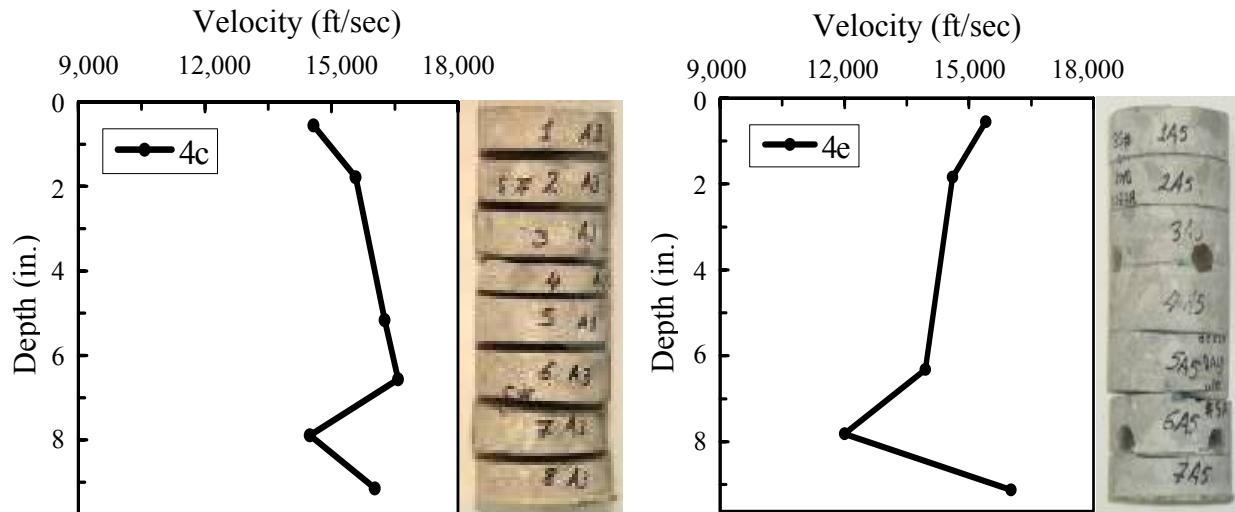 Velocity (ft/sec)
9,000 12,000 15,000 18,000
0
2
4
6
8
Depth (in.)
4c
1 A3
2 A3
3 A3
4
5 A3
6 A3
7 A3
8 A3
Velocity (ft/sec)
9,000 12,000 15,000 18,000
0
2
4
6
8
Depth (in.)
4e
1A5
2A5
4A5
5A5
6A5
7A5